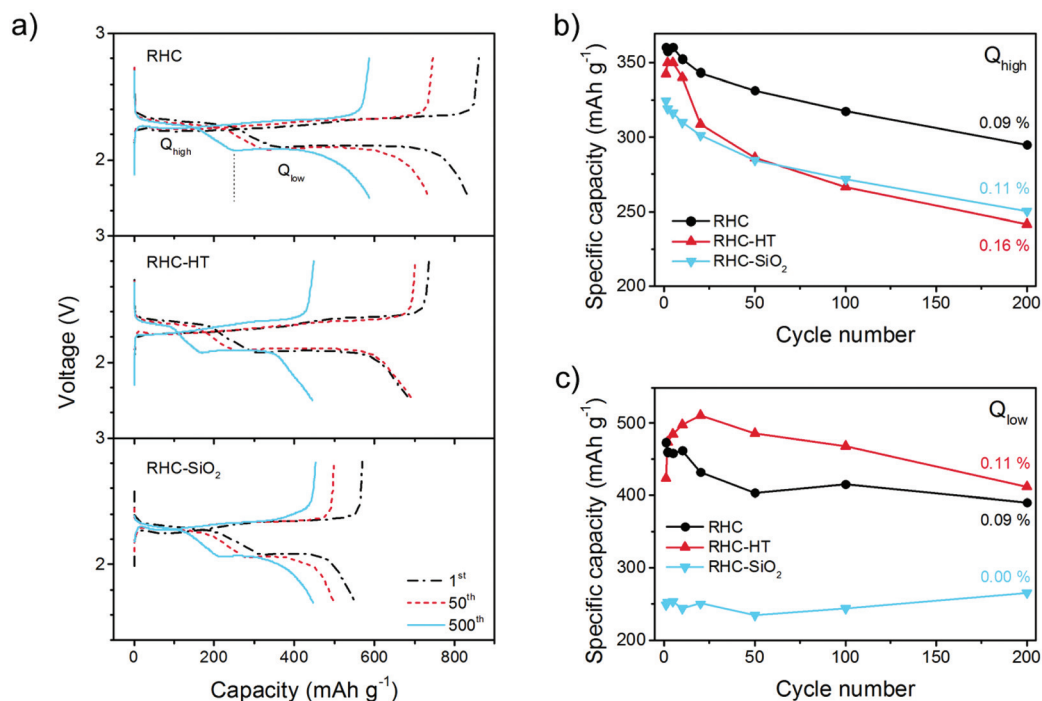 a)
3
RHC
Q_high
Q_low
2
3
RHC-HT
2
3
RHC-SiO₂
2
1st
50th
500th
0 200 400 600 800
Capacity (mAh g⁻¹)
Voltage (V)
b)
Q_high
350
300
250
200
0.09 %
0.11 %
0.16 %
RHC
RHC-HT
RHC-SiO₂
0 50 100 150 200
Cycle number
Specific capacity (mAh g⁻¹)
c)
Q_low
500
400
300
200
0.11 %
0.09 %
0.00 %
RHC
RHC-HT
RHC-SiO₂
0 50 100 150 200
Cycle number
Specific capacity (mAh g⁻¹)